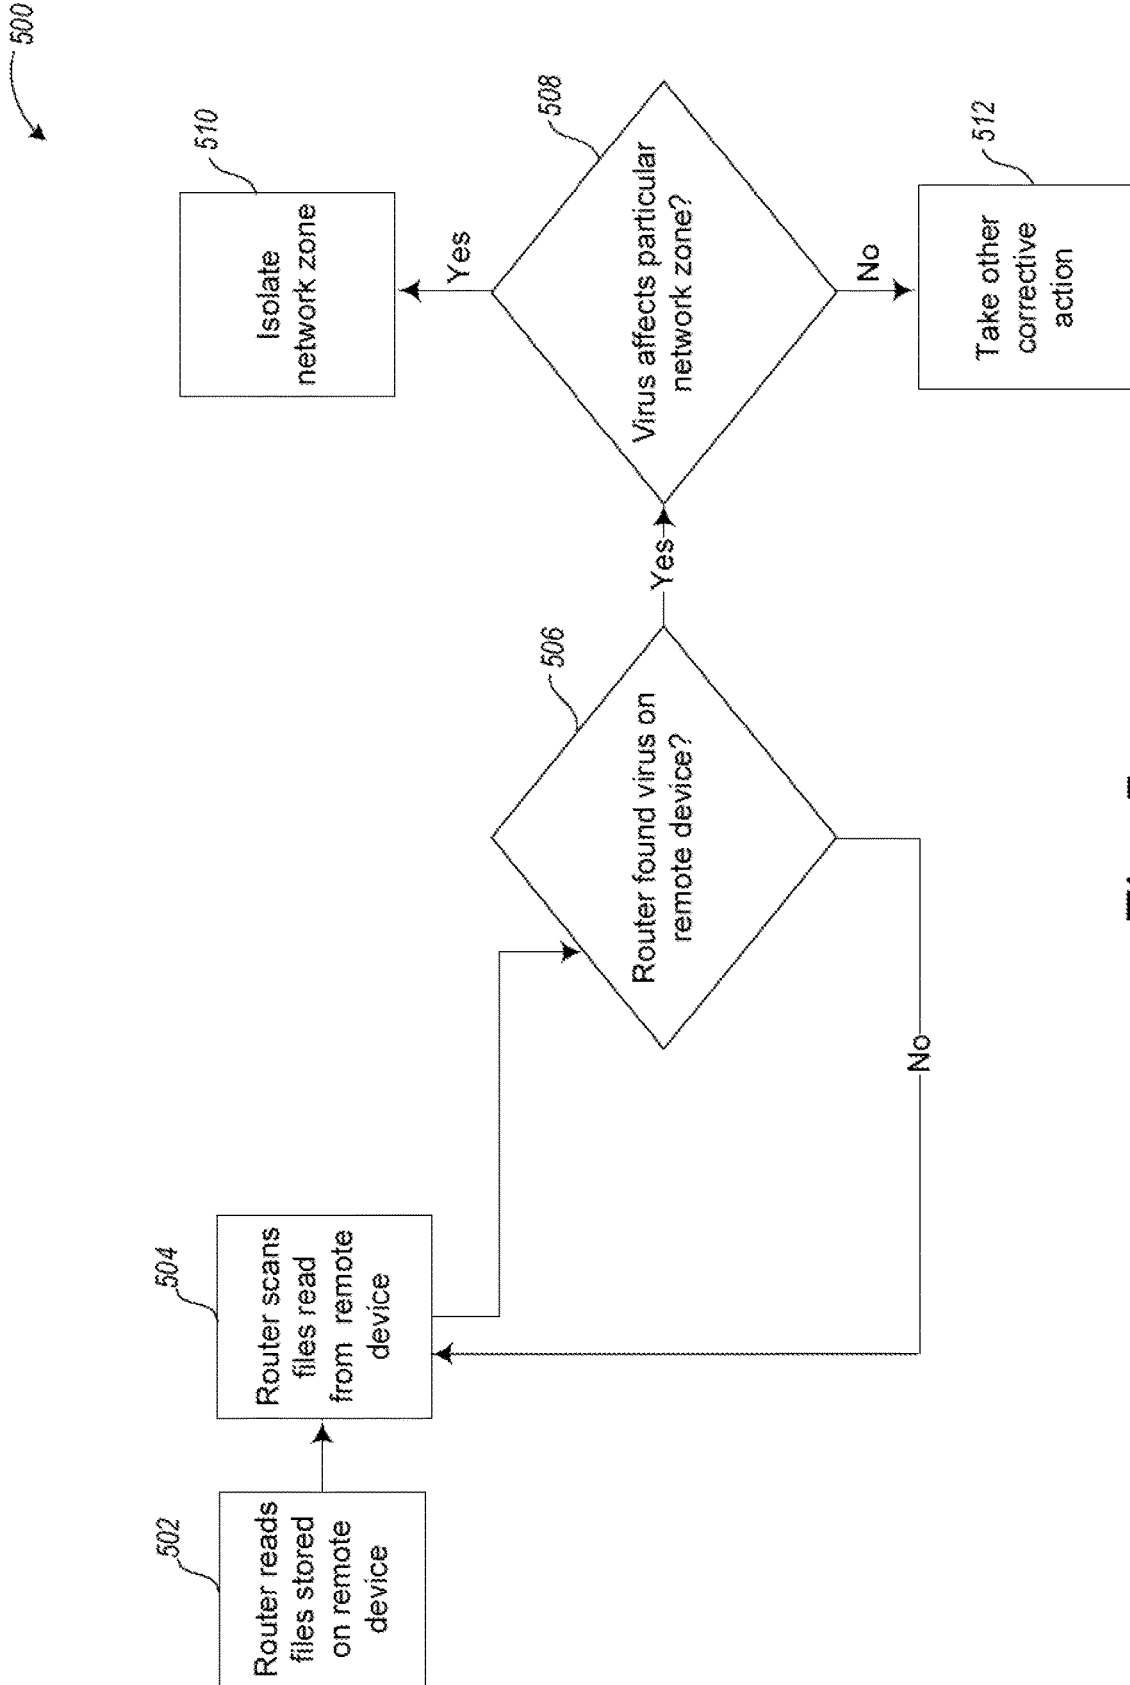 500
502
Router reads
files stored
on remote
device
504
Router scans
files read
from remote
device
506
Router found virus on
remote device?
No
Yes
508
Virus affects particular
network zone?
Yes
510
Isolate
network zone
No
512
Take other
corrective
action